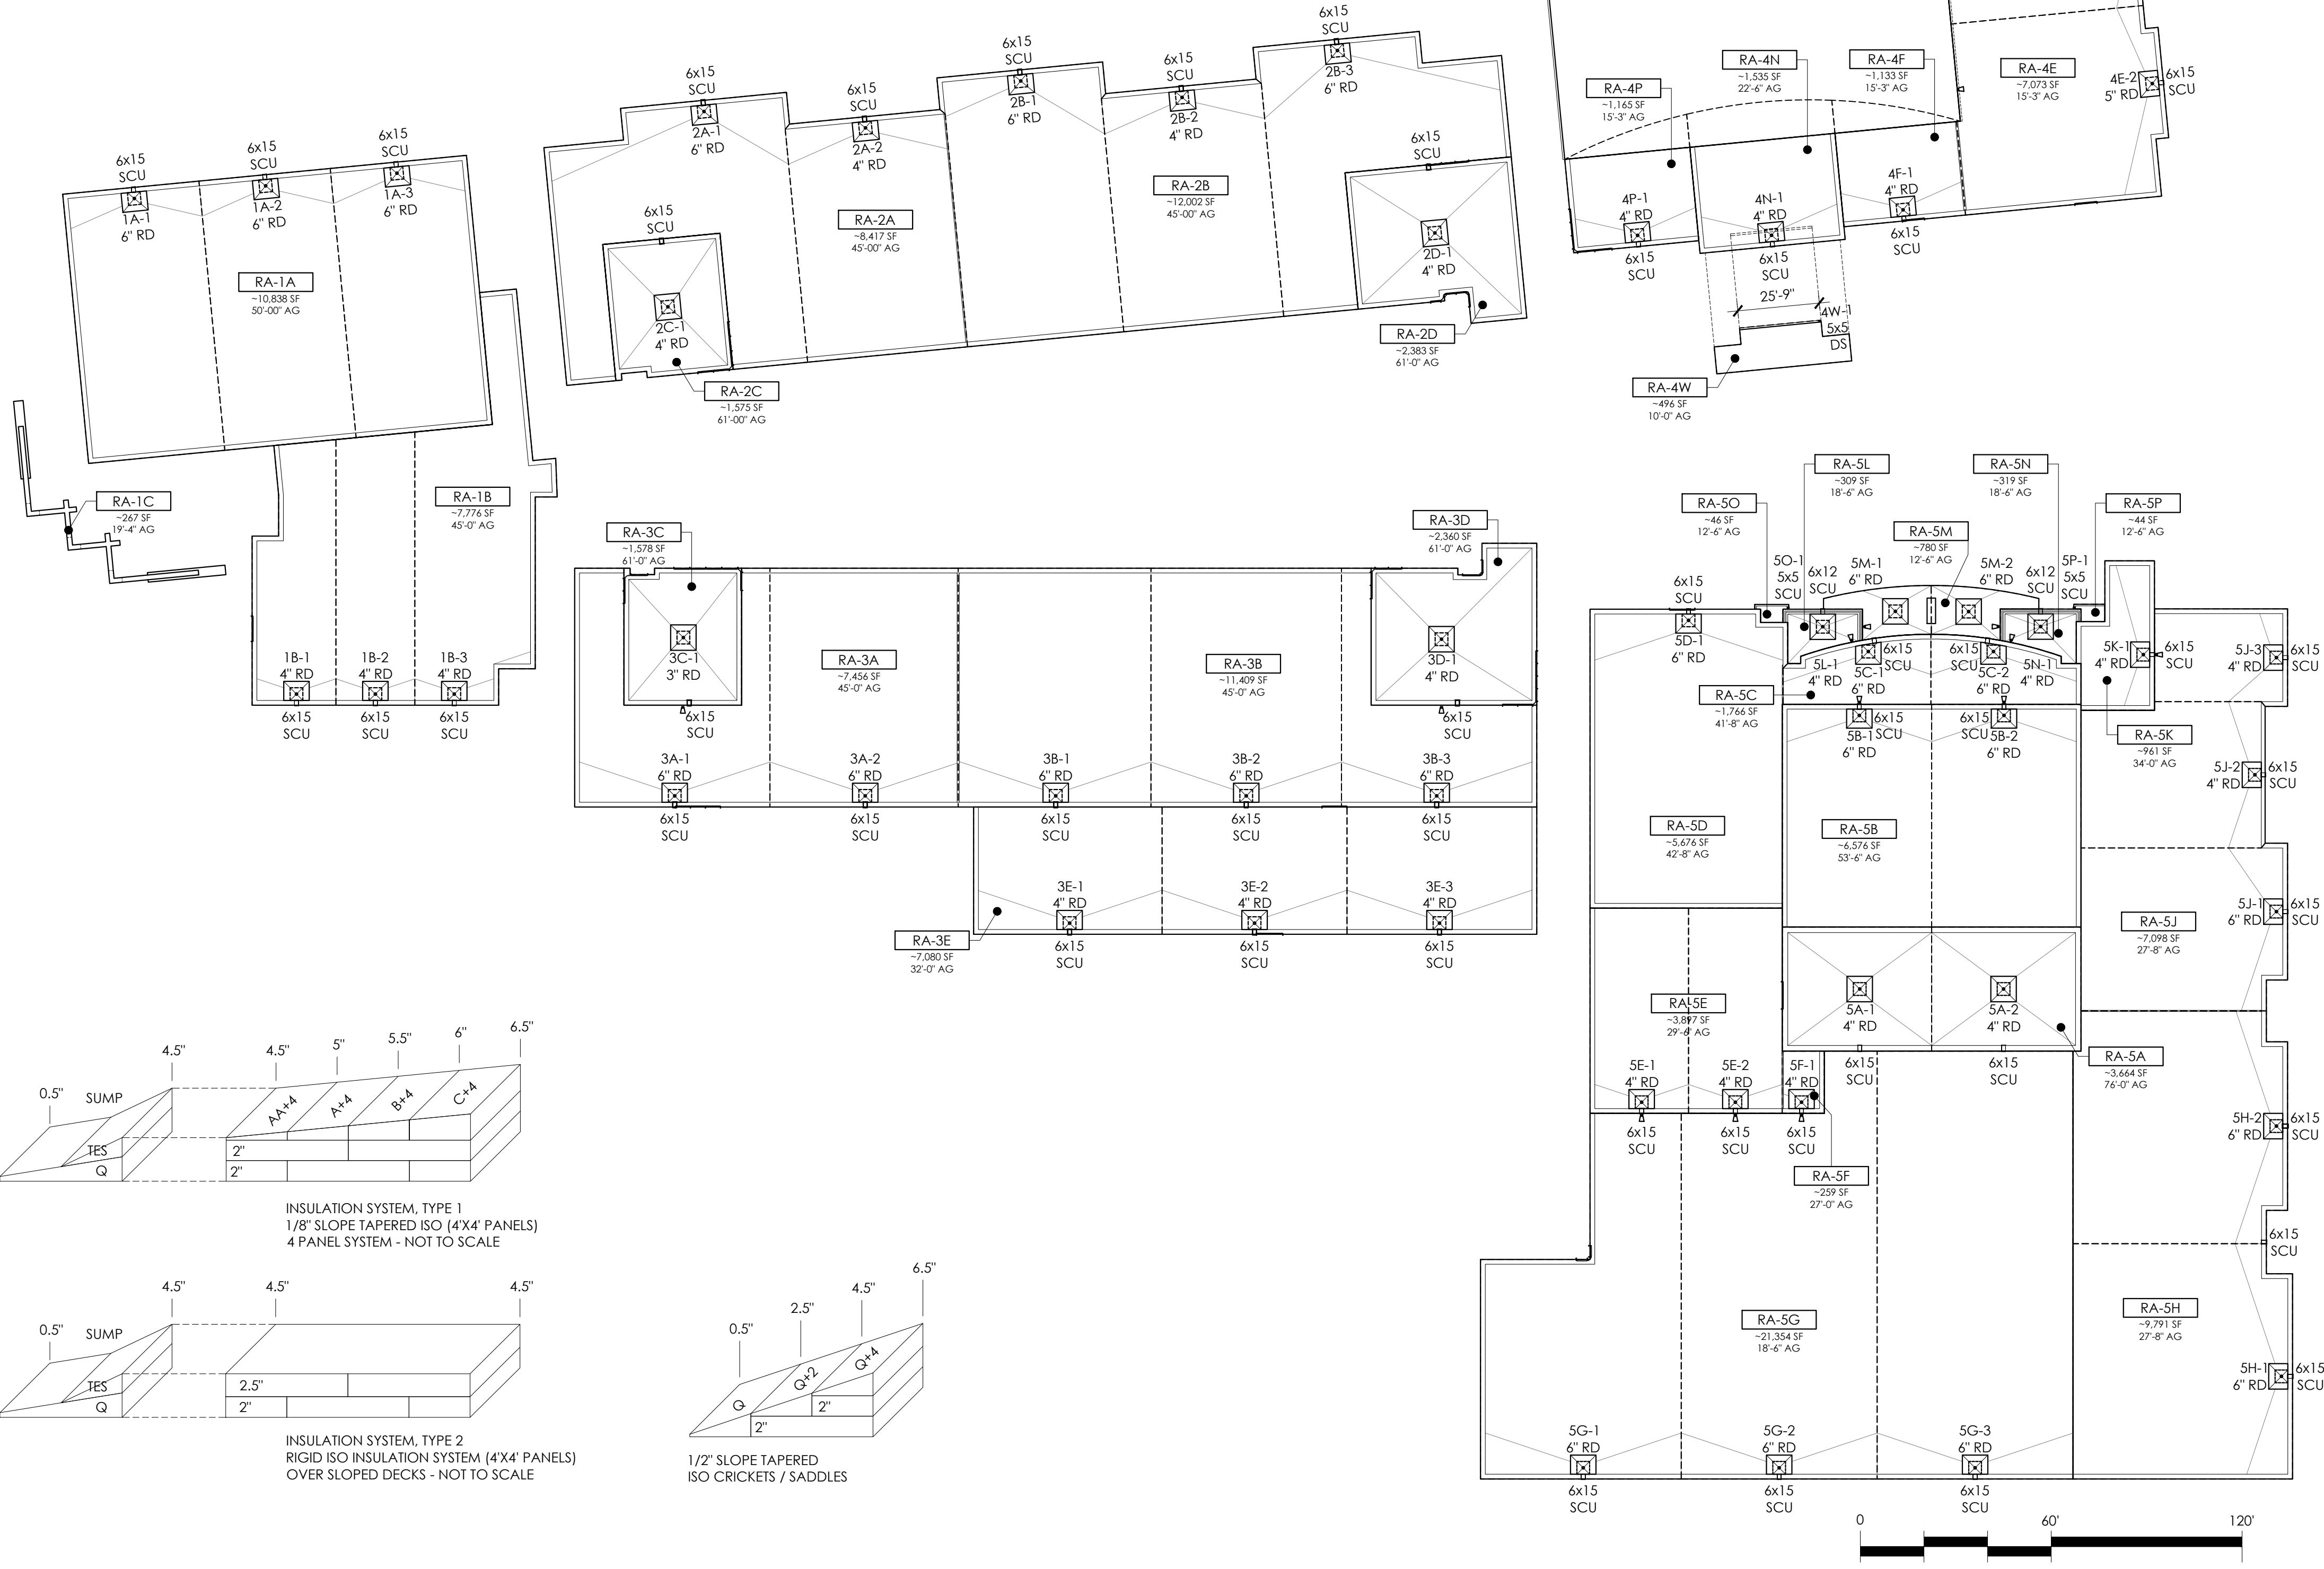 6x15
SCU
1A-1
6" RD
6x15
SCU
1A-2
6" RD
6x15
SCU
1A-3
6" RD
RA-1A
~10,838 SF
50'-00" AG
RA-1C
~267 SF
19'-4" AG
RA-1B
~7,776 SF
45'-0" AG
1B-1
4" RD
6x15
SCU
1B-2
4" RD
6x15
SCU
1B-3
4" RD
6x15
SCU
6x15
SCU
2A-1
6" RD
6x15
SCU
2A-2
4" RD
6x15
SCU
2B-1
6" RD
6x15
SCU
2B-2
4" RD
6x15
SCU
2B-3
6" RD
RA-2A
~8,417 SF
45'-00" AG
RA-2B
~12,002 SF
45'-00" AG
6x15
SCU
2C-1
4" RD
RA-2C
~1,575 SF
61'-00" AG
6x15
SCU
2D-1
4" RD
RA-2D
~2,383 SF
61'-0" AG
RA-4P
~1,165 SF
15'-3" AG
RA-4N
~1,535 SF
22'-6" AG
RA-4F
~1,133 SF
15'-3" AG
RA-4E
~7,073 SF
15'-3" AG
4E-2
5" RD
6x15
SCU
4P-1
4" RD
6x15
SCU
4N-1
4" RD
6x15
SCU
4F-1
4" RD
6x15
SCU
25'-9"
4W-1
5x5
DS
RA-4W
~496 SF
10'-0" AG
RA-3C
~1,578 SF
61'-0" AG
3C-1
3" RD
6x15
SCU
RA-3A
~7,456 SF
45'-0" AG
RA-3B
~11,409 SF
45'-0" AG
RA-3D
~2,360 SF
61'-0" AG
3D-1
4" RD
6x15
SCU
3A-1
6" RD
6x15
SCU
3A-2
6" RD
6x15
SCU
3B-1
6" RD
6x15
SCU
3B-2
6" RD
6x15
SCU
3B-3
6" RD
6x15
SCU
3E-1
4" RD
6x15
SCU
3E-2
4" RD
6x15
SCU
3E-3
4" RD
6x15
SCU
RA-3E
~7,080 SF
32'-0" AG
RA-5L
~309 SF
18'-6" AG
RA-5N
~319 SF
18'-6" AG
RA-5O
~46 SF
12'-6" AG
RA-5M
~780 SF
12'-6" AG
RA-5P
~44 SF
12'-6" AG
6x15
SCU
5D-1
6" RD
5O-1
5x5
SCU
6x12
SCU
5M-1
6" RD
5M-2
6" RD
6x12
SCU
5P-1
5x5
SCU
5L-1
4" RD
6x15
SCU
5C-1
6" RD
6x15
SCU
5C-2
6" RD
5N-1
4" RD
5K-1
4" RD
6x15
SCU
5J-3
4" RD
6x15
SCU
RA-5C
~1,766 SF
41'-8" AG
5B-1
6" RD
6x15
SCU
6x15
SCU
5B-2
6" RD
RA-5K
~961 SF
34'-0" AG
5J-2
4" RD
6x15
SCU
RA-5D
~5,676 SF
42'-8" AG
RA-5B
~6,576 SF
53'-6" AG
RA-5J
~7,098 SF
27'-8" AG
5J-1
6" RD
6x15
SCU
RA-5E
~3,897 SF
29'-6" AG
5A-1
4" RD
6x15
SCU
5A-2
4" RD
6x15
SCU
RA-5A
~3,664 SF
76'-0" AG
5E-1
4" RD
6x15
SCU
5E-2
4" RD
6x15
SCU
5F-1
4" RD
6x15
SCU
RA-5F
~259 SF
27'-0" AG
5H-2
6" RD
6x15
SCU
6x15
SCU
RA-5G
~21,354 SF
18'-6" AG
RA-5H
~9,791 SF
27'-8" AG
5H-1
6" RD
6x15
SCU
5G-1
6" RD
6x15
SCU
5G-2
6" RD
6x15
SCU
5G-3
6" RD
6x15
SCU
0 60' 120'
0.5" SUMP 4.5" 4.5" 5" 5.5" 6" 6.5"
AA+4 A+4 B+4 C+4
TES
Q
2"
2"
INSULATION SYSTEM, TYPE 1
1/8" SLOPE TAPERED ISO (4'X4' PANELS)
4 PANEL SYSTEM - NOT TO SCALE
0.5" SUMP 4.5" 4.5" 4.5"
TES
Q
2.5"
2"
INSULATION SYSTEM, TYPE 2
RIGID ISO INSULATION SYSTEM (4'X4' PANELS)
OVER SLOPED DECKS - NOT TO SCALE
0.5" 2.5" 4.5" 6.5"
Q Q+2 Q+4
2"
2"
1/2" SLOPE TAPERED
ISO CRICKETS / SADDLES